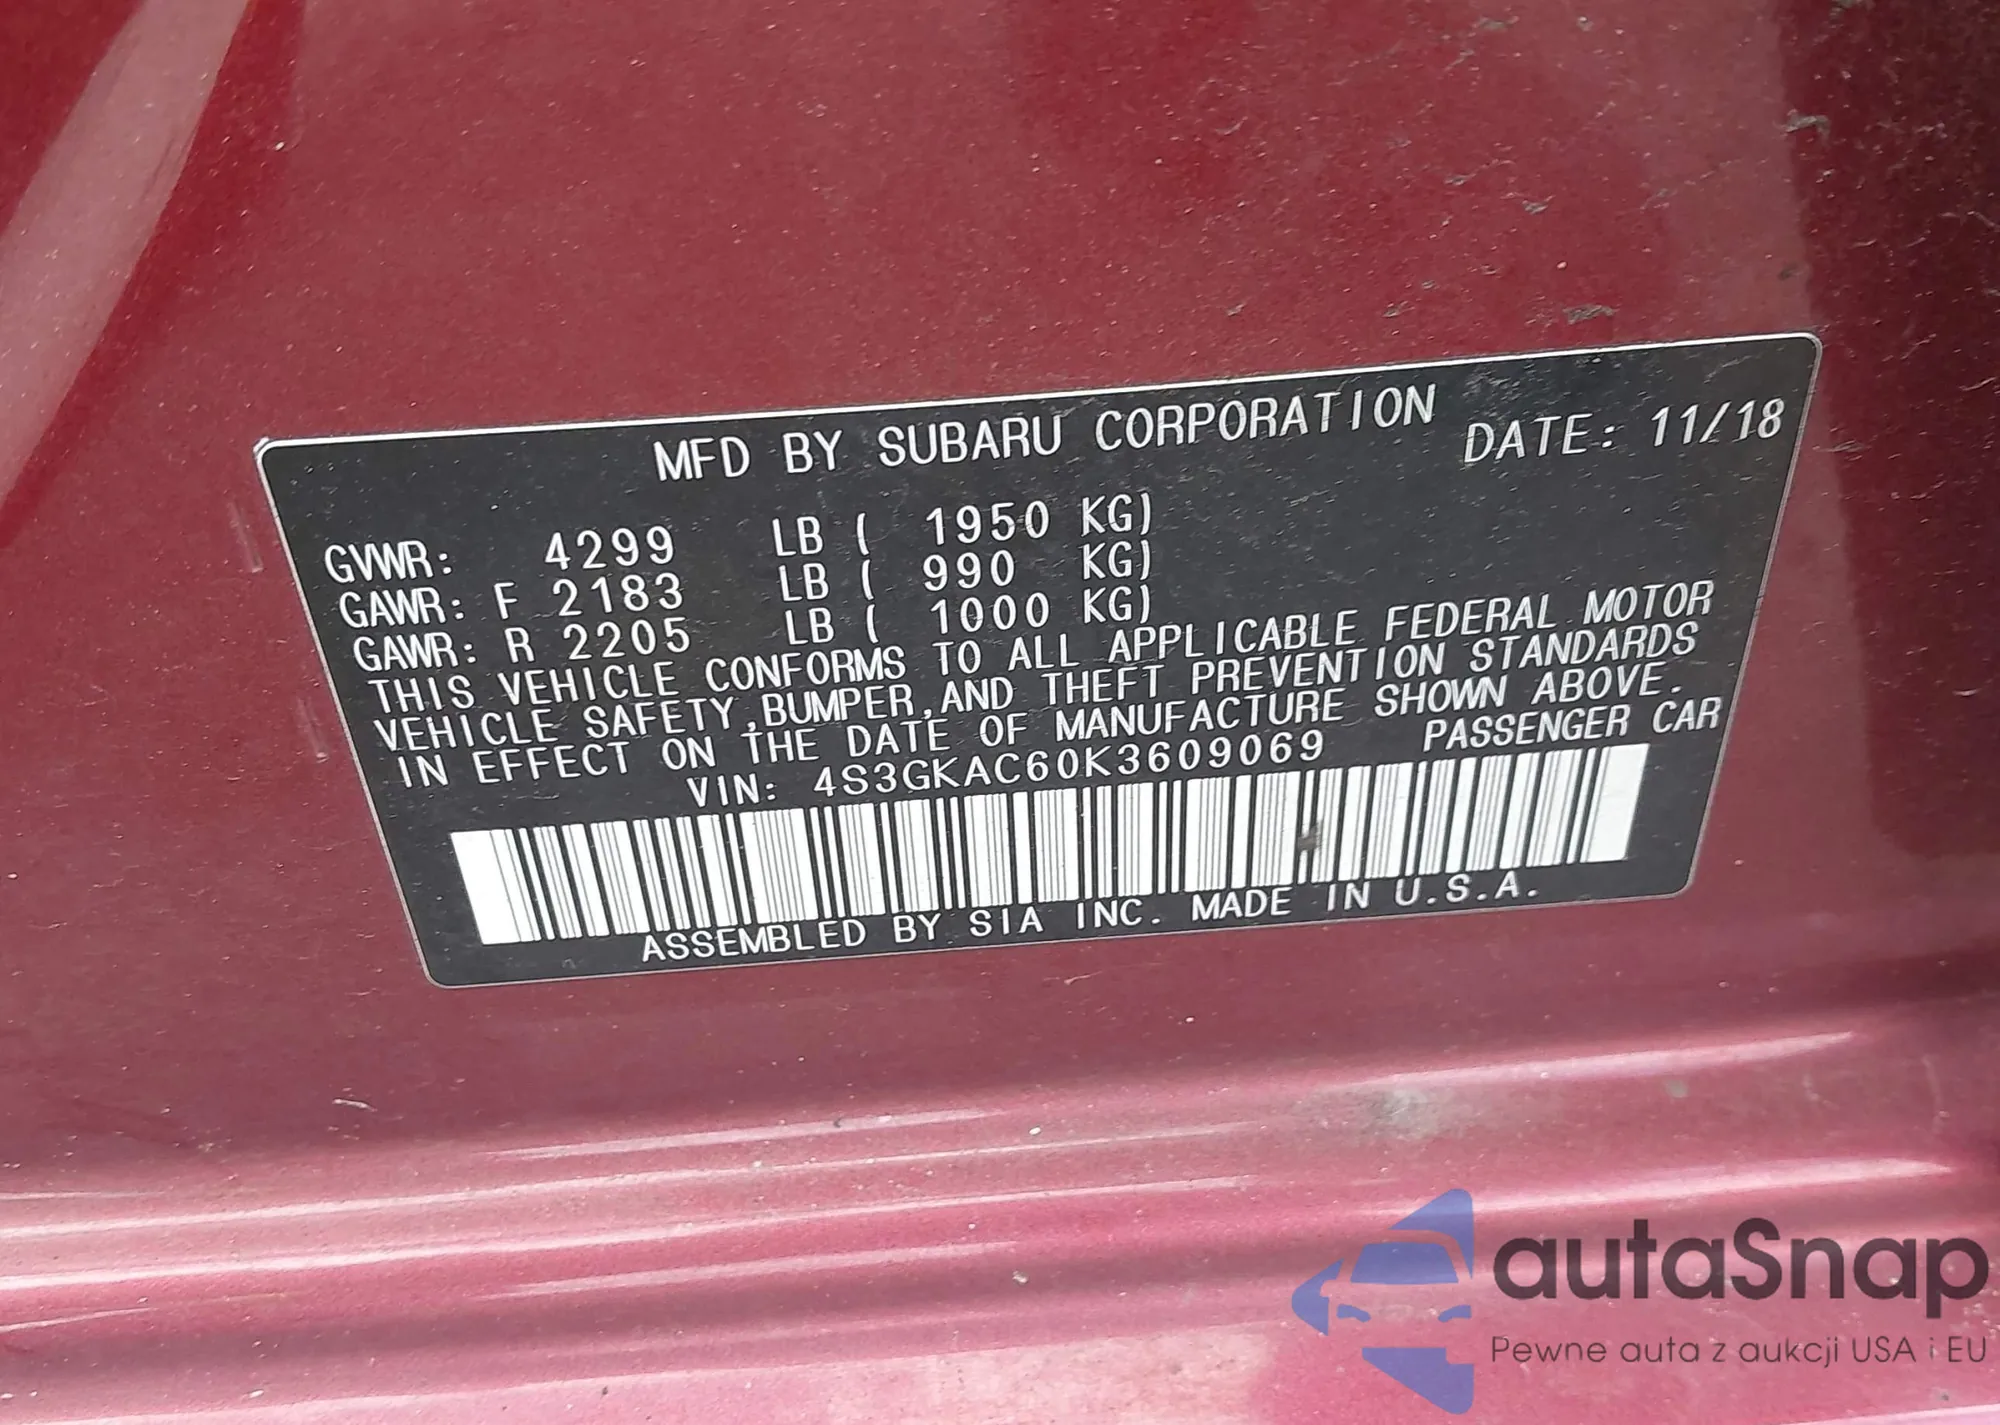 MFD BY SUBARU CORPORATION DATE: 11/18
GVWR: 4299 LB ( 1950 KG)
GAWR: F 2183 LB ( 990 KG)
GAWR: R 2205 LB ( 1000 KG)
THIS VEHICLE CONFORMS TO ALL APPLICABLE FEDERAL MOTOR
VEHICLE SAFETY,BUMPER,AND THEFT PREVENTION STANDARDS
IN EFFECT ON THE DATE OF MANUFACTURE SHOWN ABOVE.
VIN: 4S3GKAC60K3609069 PASSENGER CAR
ASSEMBLED BY SIA INC. MADE IN U.S.A.
autaSnap
Pewne auta z aukcji USA i EU